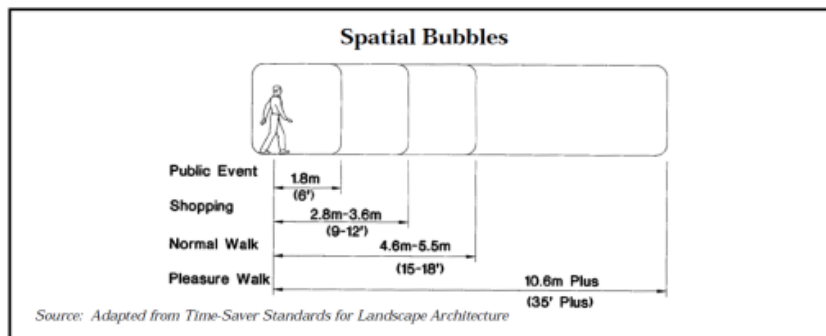 Spatial Bubbles
Public Event
1.8m
(6')
Shopping
2.8m-3.6m
(9-12')
Normal Walk
4.6m-5.5m
(15-18')
Pleasure Walk
10.6m Plus
(35' Plus)
Source: Adapted from Time-Saver Standards for Landscape Architecture